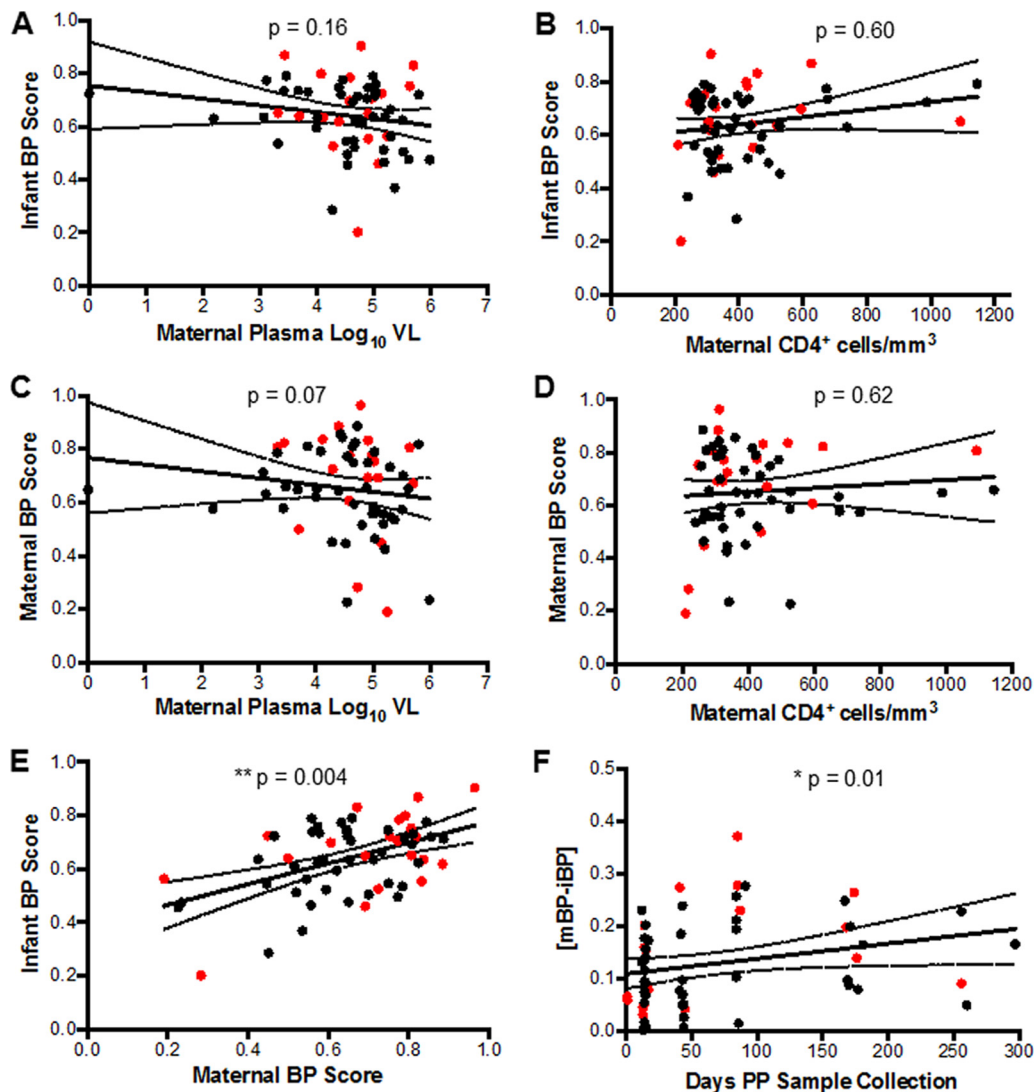 A
p = 0.16
Infant BP Score
1.0
0.8
0.6
0.4
0.2
0.0
0 1 2 3 4 5 6 7
Maternal Plasma Log10 VL
B
p = 0.60
Infant BP Score
1.0
0.8
0.6
0.4
0.2
0.0
0 200 400 600 800 1000 1200
Maternal CD4+ cells/mm3
C
p = 0.07
Maternal BP Score
1.0
0.8
0.6
0.4
0.2
0.0
0 1 2 3 4 5 6 7
Maternal Plasma Log10 VL
D
p = 0.62
Maternal BP Score
1.0
0.8
0.6
0.4
0.2
0.0
0 200 400 600 800 1000 1200
Maternal CD4+ cells/mm3
E
** p = 0.004
Infant BP Score
1.0
0.8
0.6
0.4
0.2
0.0
0.0 0.2 0.4 0.6 0.8 1.0
Maternal BP Score
F
* p = 0.01
[mBP-iBP]
0.5
0.4
0.3
0.2
0.1
0.0
0 50 100 150 200 250 300
Days PP Sample Collection